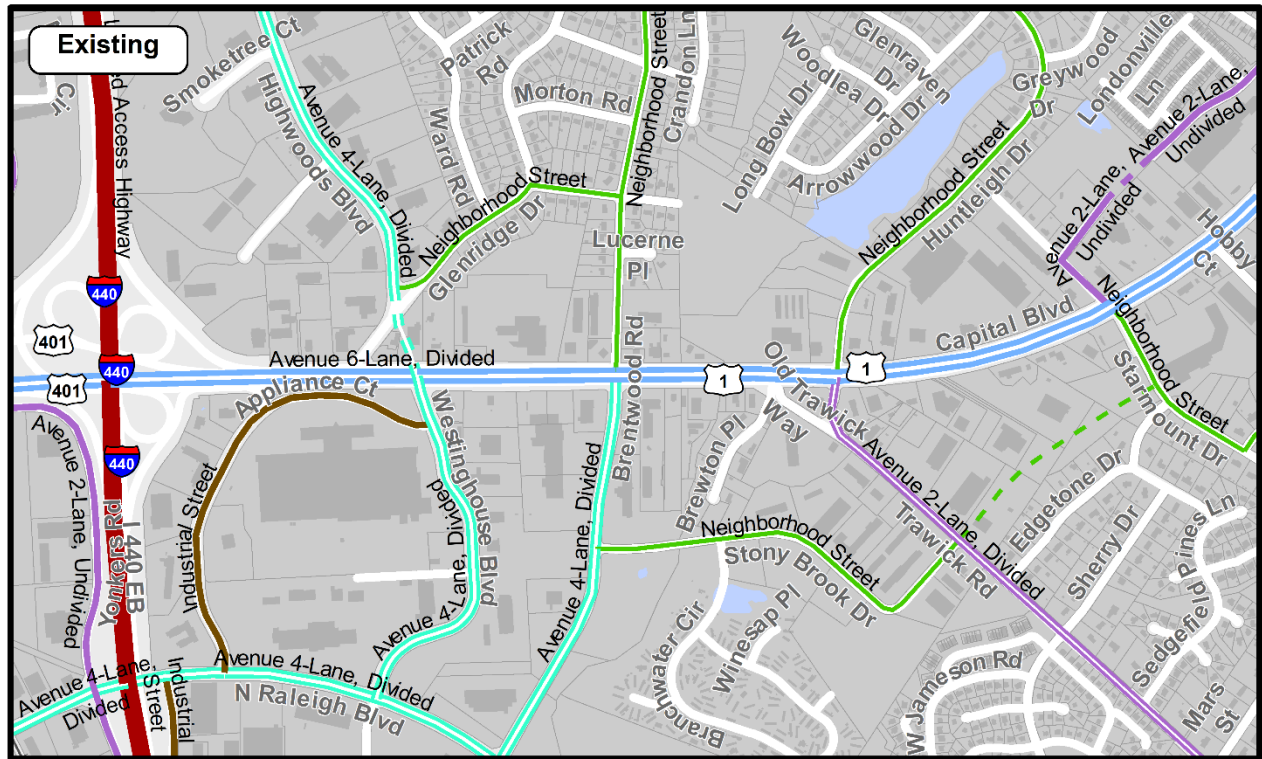 Existing
Cir
Limited Access Highway
Smoketree Ct
Highwoods Blvd
Avenue 4-Lane, Divided
Patrick
Rd
Ward Rd
Morton Rd
Neighborhood Street
Crandon Ln
Woodlea Dr
Glenraven
Dr
Long Bow Dr
Arrowwood Dr
Greywood
Dr
Londonville
Ln
Avenue 2-Lane,
Undivided
Neighborhood Street
Huntleigh Dr
Avenue 2-Lane,
Undivided
Hobby
Ct
Neighborhood Street
Glenridge Dr
Lucerne
Pl
440
401
440
401
440
Avenue 6-Lane, Divided
Appliance Ct
Brentwood Rd
1
Old Trawick
Way
1
Capital Blvd
Neighborhood Street
Starmount Dr
Avenue 2-Lane, Undivided
Yonkers Rd
I 440 EB
Industrial Street
Westinghouse Blvd
Avenue 4-Lane, Divided
Avenue 4-Lane, Divided
Brewton Pl
Neighborhood Street
Stony Brook Dr
Avenue 2-Lane, Divided
Trawick Rd
Edgetone Dr
Sherry Dr
Sedgefield Pines Ln
Winesap Pl
Branchwater Cir
W Jameson Rd
Mars
St
Avenue 4-Lane,
Divided
Industrial
Street
Avenue 4-Lane, Divided
N Raleigh Blvd